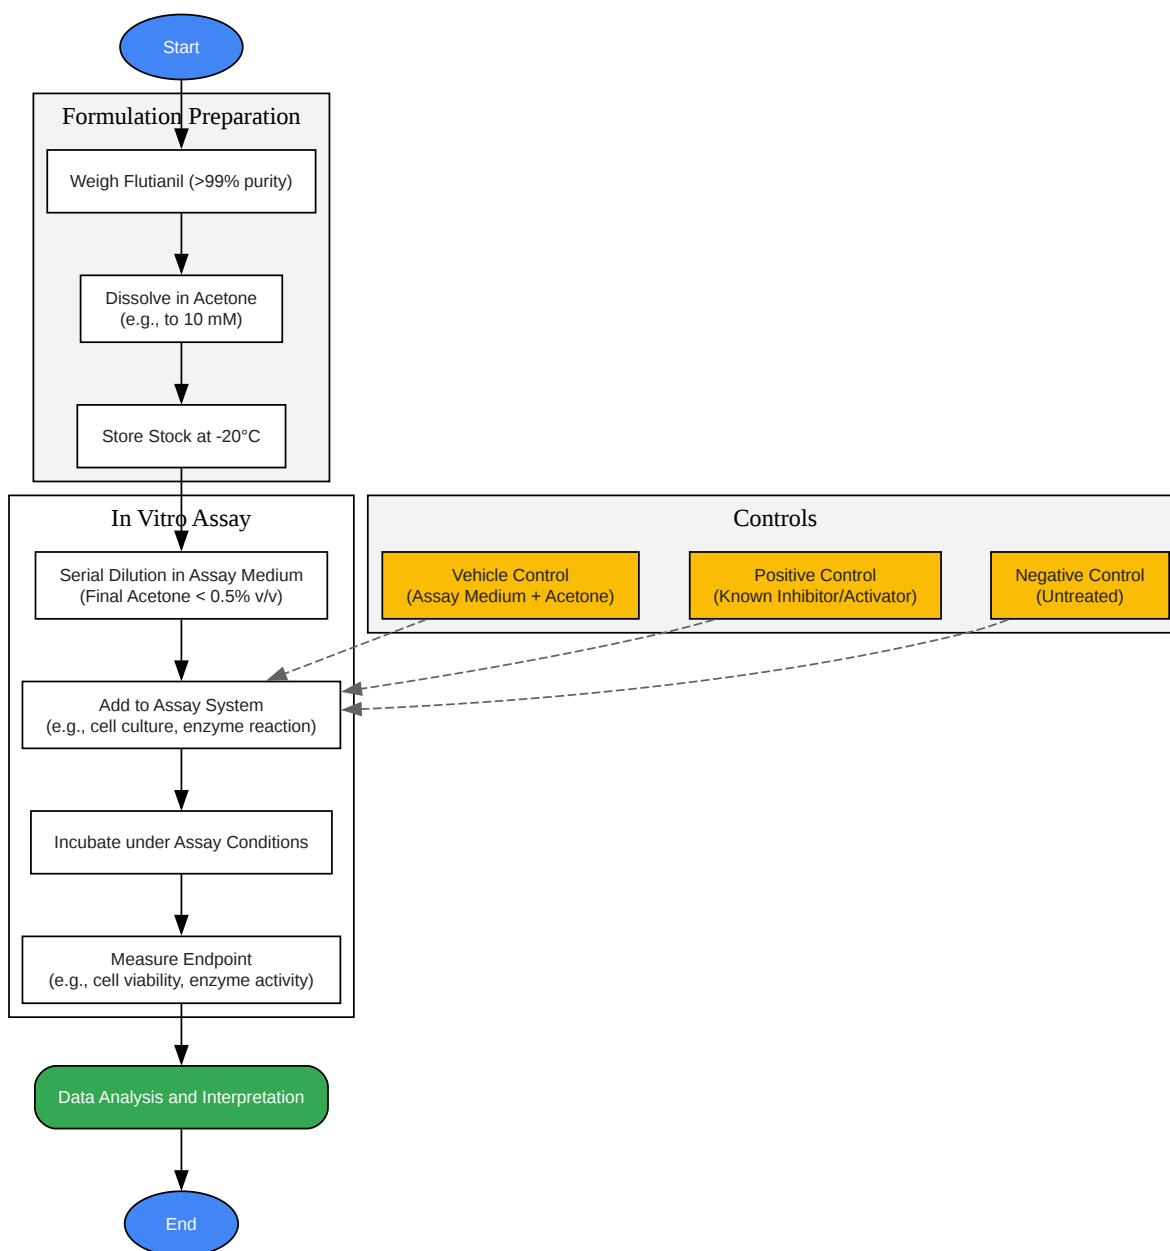 Start
Formulation Preparation
Weigh Flutianil (>99% purity)
Dissolve in Acetone
(e.g., to 10 mM)
Store Stock at -20°C
In Vitro Assay
Controls
Serial Dilution in Assay Medium
(Final Acetone < 0.5% v/v)
Vehicle Control
(Assay Medium + Acetone)
Positive Control
(Known Inhibitor/Activator)
Negative Control
(Untreated)
Add to Assay System
(e.g., cell culture, enzyme reaction)
Incubate under Assay Conditions
Measure Endpoint
(e.g., cell viability, enzyme activity)
Data Analysis and Interpretation
End